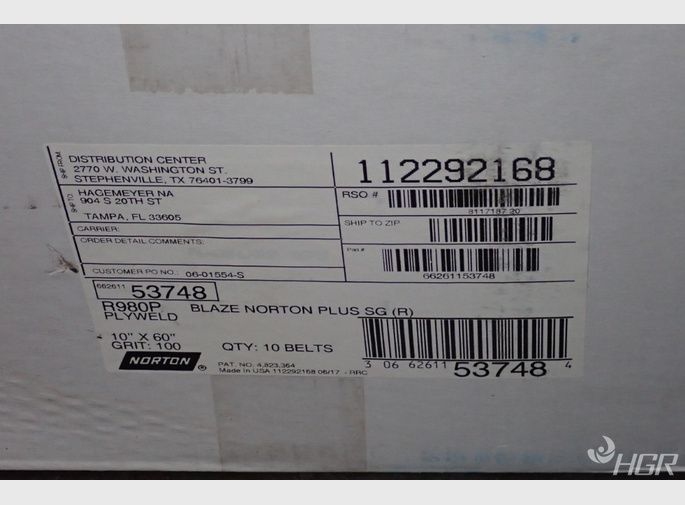 SHIP FROM:
DISTRIBUTION CENTER
2770 W. WASHINGTON ST.
STEPHENVILLE, TX 76401-3799
SHIP TO:
HAGEMEYER NA
904 S 20TH ST
TAMPA, FL 33605
CARRIER:
ORDER DETAIL COMMENTS:
CUSTOMER PO NO.: 06-01554-S
112292168
RSO #
8117187 20
SHIP TO ZIP
Part #
66261153748
662611 53748
R980P BLAZE NORTON PLUS SG (R)
PLYWELD
10" X 60"
GRIT: 100 QTY: 10 BELTS
NORTON ®
PAT. NO. 4,823,364
Made In USA 112292168 06/17 - RRC
3 06 62611 53748 4
HGR